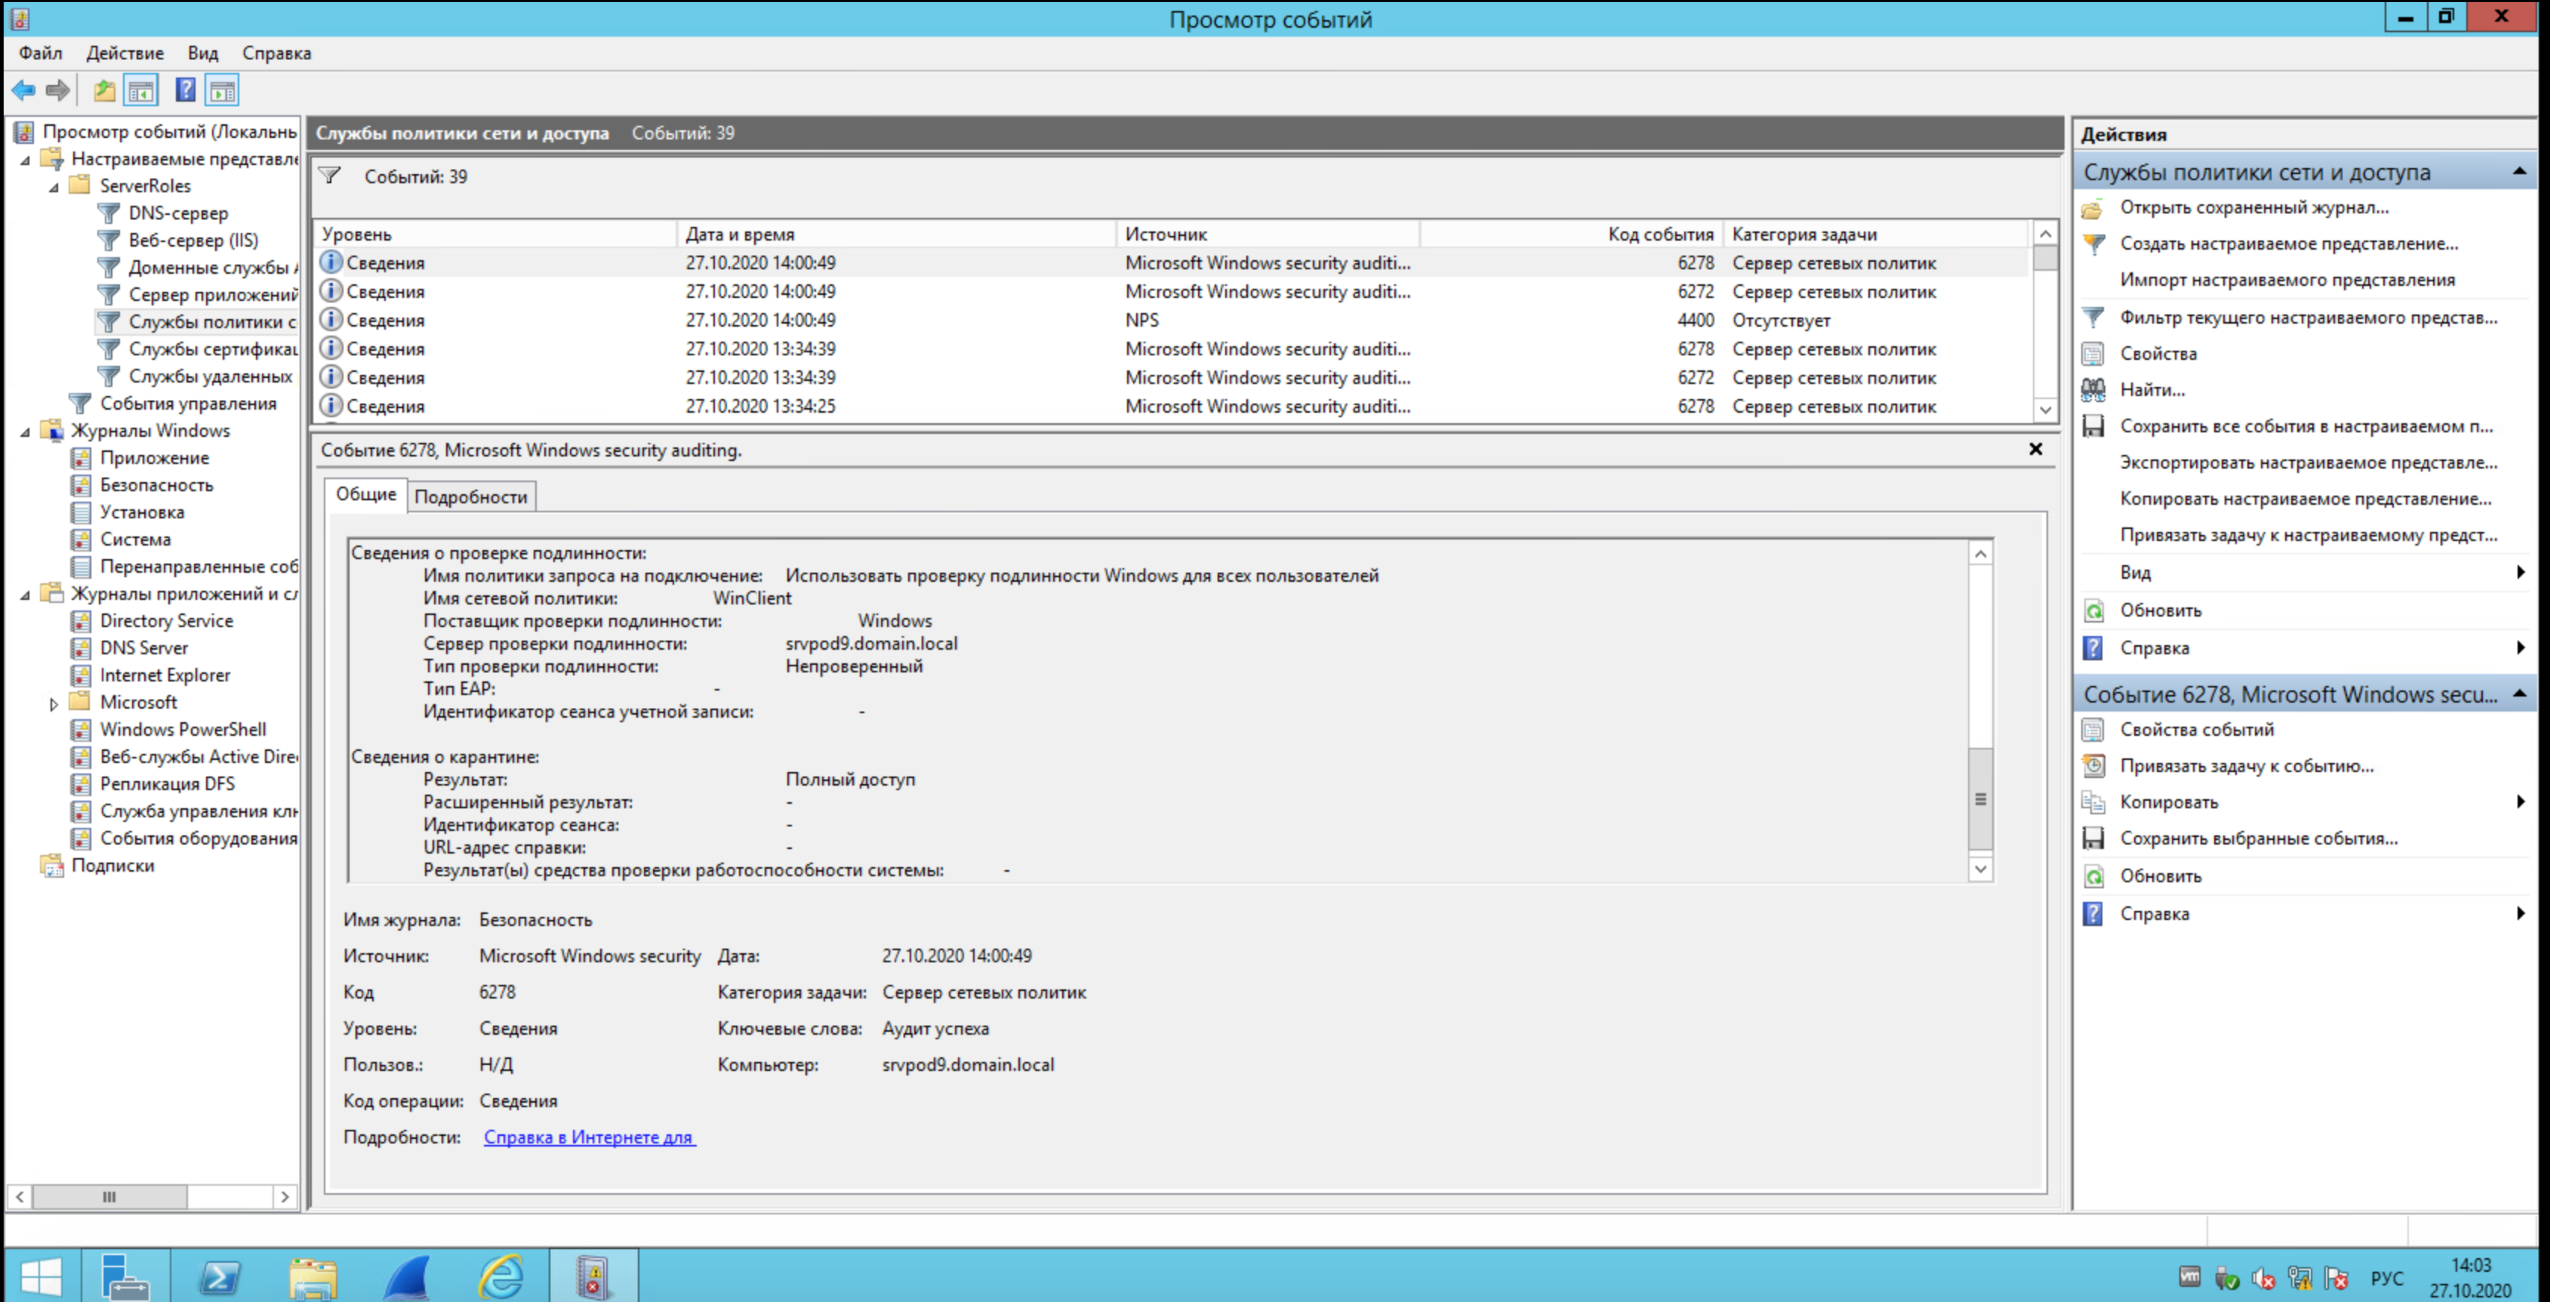 Просмотр событий
Файл Действие Вид Справка
Просмотр событий (Локальнь
Настраиваемые представле
ServerRoles
DNS-сервер
Веб-сервер (IIS)
Доменные службы
Сервер приложений
Службы политики с
Службы сертификац
Службы удаленных
События управления
Журналы Windows
Приложение
Безопасность
Установка
Система
Перенаправленные соб
Журналы приложений и сл
Directory Service
DNS Server
Internet Explorer
Microsoft
Windows PowerShell
Веб-службы Active Dire
Репликация DFS
Служба управления клн
События оборудования
Подписки
Службы политики сети и доступа Событий: 39
Событий: 39
Уровень Дата и время Источник Код события Категория задачи
Сведения 27.10.2020 14:00:49 Microsoft Windows security auditi... 6278 Сервер сетевых политик
Сведения 27.10.2020 14:00:49 Microsoft Windows security auditi... 6272 Сервер сетевых политик
Сведения 27.10.2020 14:00:49 NPS 4400 Отсутствует
Сведения 27.10.2020 13:34:39 Microsoft Windows security auditi... 6278 Сервер сетевых политик
Сведения 27.10.2020 13:34:39 Microsoft Windows security auditi... 6272 Сервер сетевых политик
Сведения 27.10.2020 13:34:25 Microsoft Windows security auditi... 6278 Сервер сетевых политик
Событие 6278, Microsoft Windows security auditing.
Общие Подробности
Сведения о проверке подлинности:
Имя политики запроса на подключение: Использовать проверку подлинности Windows для всех пользователей
Имя сетевой политики: WinClient
Поставщик проверки подлинности: Windows
Сервер проверки подлинности: srvpod9.domain.local
Тип проверки подлинности: Непроверенный
Тип EAP: -
Идентификатор сеанса учетной записи: -
Сведения о карантине:
Результат: Полный доступ
Расширенный результат: -
Идентификатор сеанса: -
URL-адрес справки: -
Результат(ы) средства проверки работоспособности системы: -
Имя журнала: Безопасность
Источник: Microsoft Windows security Дата: 27.10.2020 14:00:49
Код 6278 Категория задачи: Сервер сетевых политик
Уровень: Сведения Ключевые слова: Аудит успеха
Пользов.: Н/Д Компьютер: srvpod9.domain.local
Код операции: Сведения
Подробности: Справка в Интернете для
Действия
Службы политики сети и доступа
Открыть сохраненный журнал...
Создать настраиваемое представление...
Импорт настраиваемого представления
Фильтр текущего настраиваемого представ...
Свойства
Найти...
Сохранить все события в настраиваемом п...
Экспортировать настраиваемое представле...
Копировать настраиваемое представление...
Привязать задачу к настраиваемому предст...
Вид
Обновить
Справка
Событие 6278, Microsoft Windows secu...
Свойства событий
Привязать задачу к событию...
Копировать
Сохранить выбранные события...
Обновить
Справка
vm
РУС
14:03
27.10.2020